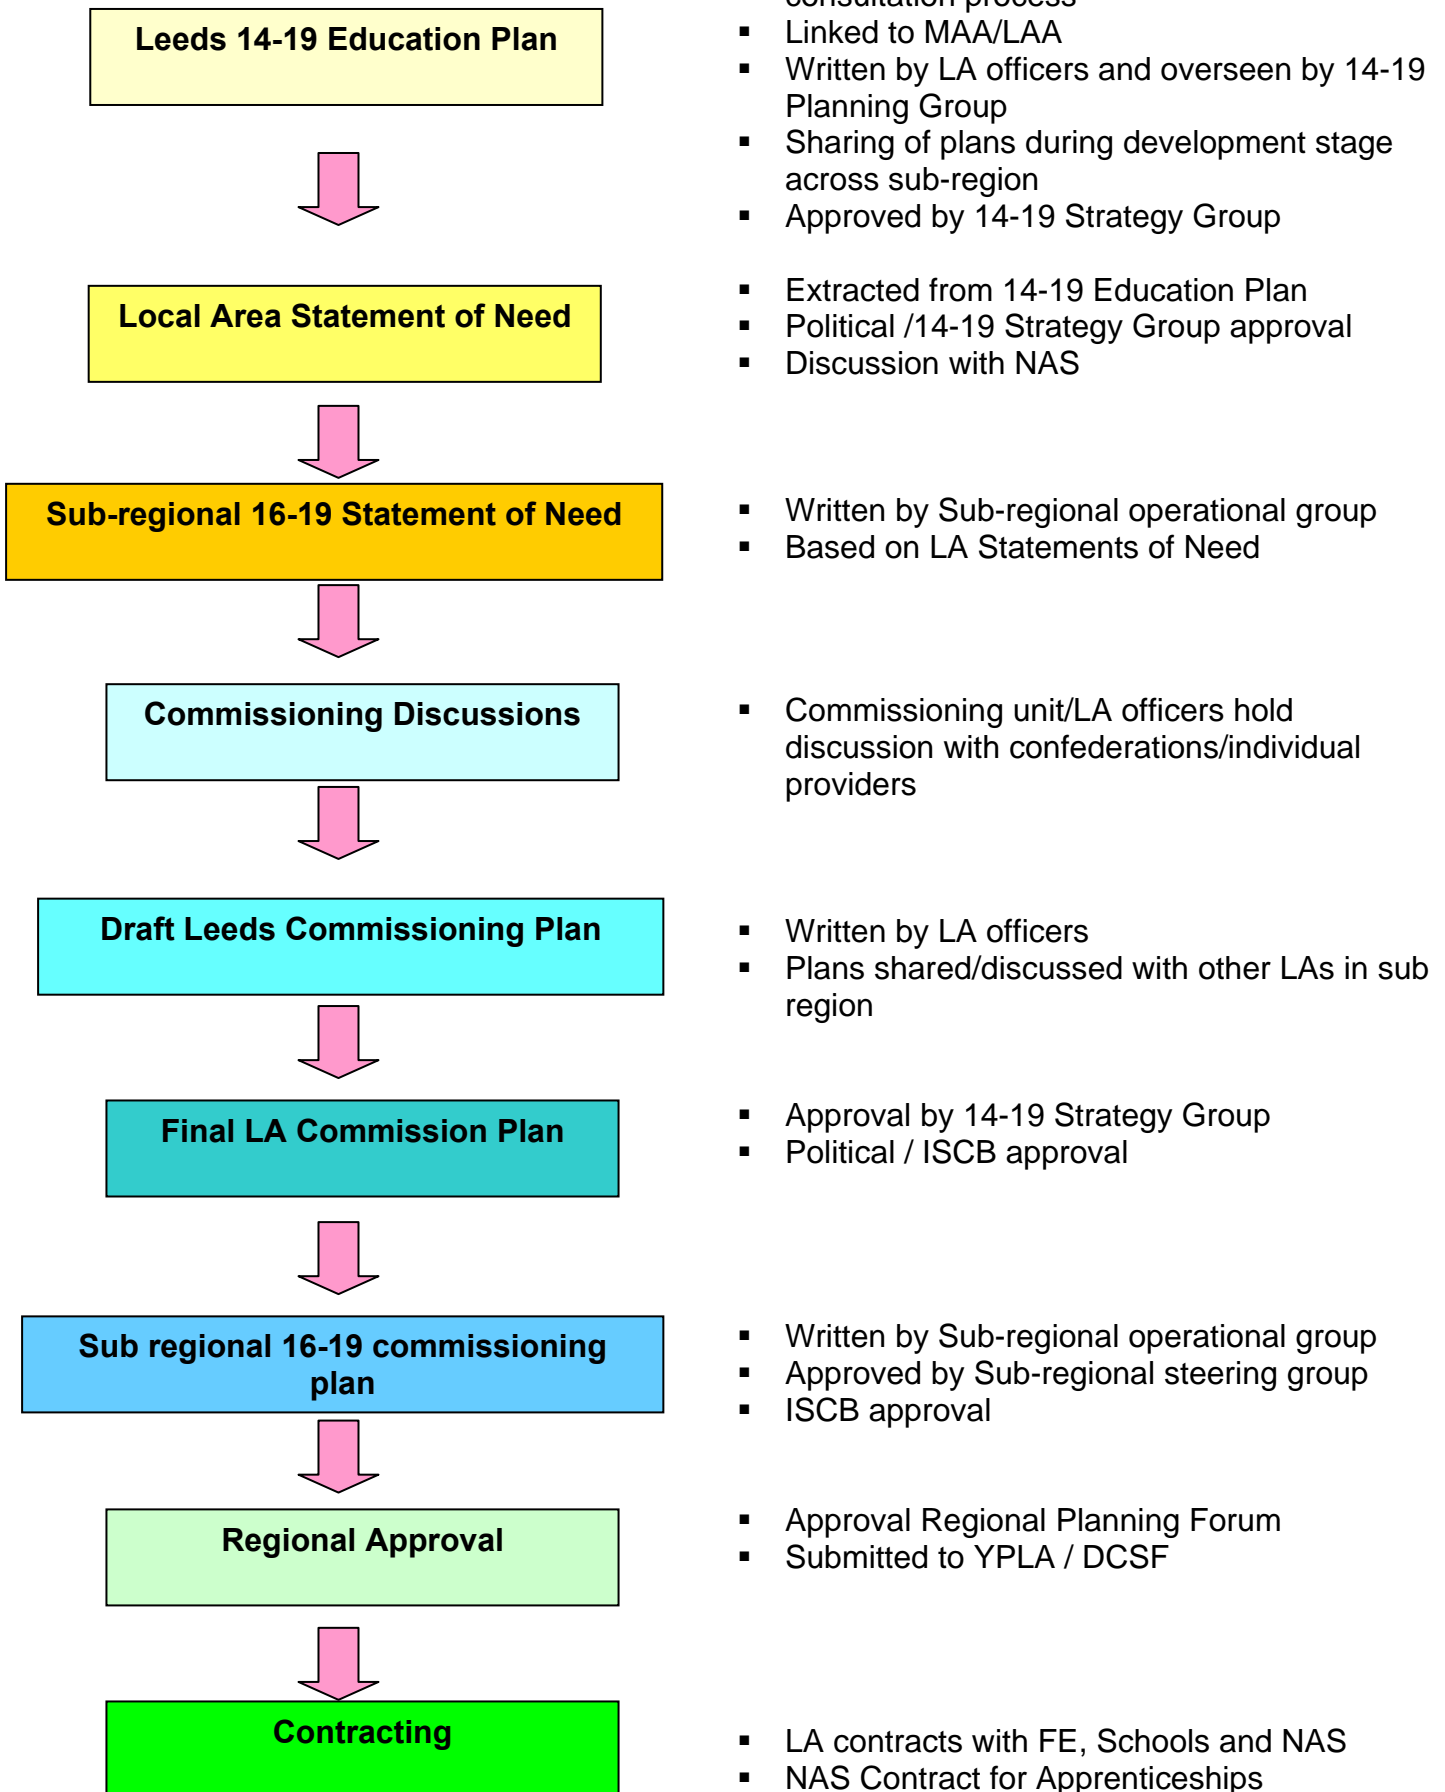 consultation process
Leeds 14-19 Education Plan
▪ Linked to MAA/LAA
▪ Written by LA officers and overseen by 14-19
Planning Group
▪ Sharing of plans during development stage
across sub-region
▪ Approved by 14-19 Strategy Group
Local Area Statement of Need
▪ Extracted from 14-19 Education Plan
▪ Political /14-19 Strategy Group approval
▪ Discussion with NAS
Sub-regional 16-19 Statement of Need
▪ Written by Sub-regional operational group
▪ Based on LA Statements of Need
Commissioning Discussions
▪ Commissioning unit/LA officers hold
discussion with confederations/individual
providers
Draft Leeds Commissioning Plan
▪ Written by LA officers
▪ Plans shared/discussed with other LAs in sub
region
Final LA Commission Plan
▪ Approval by 14-19 Strategy Group
▪ Political / ISCB approval
Sub regional 16-19 commissioning
plan
▪ Written by Sub-regional operational group
▪ Approved by Sub-regional steering group
▪ ISCB approval
Regional Approval
▪ Approval Regional Planning Forum
▪ Submitted to YPLA / DCSF
Contracting
▪ LA contracts with FE, Schools and NAS
▪ NAS Contract for Apprenticeships